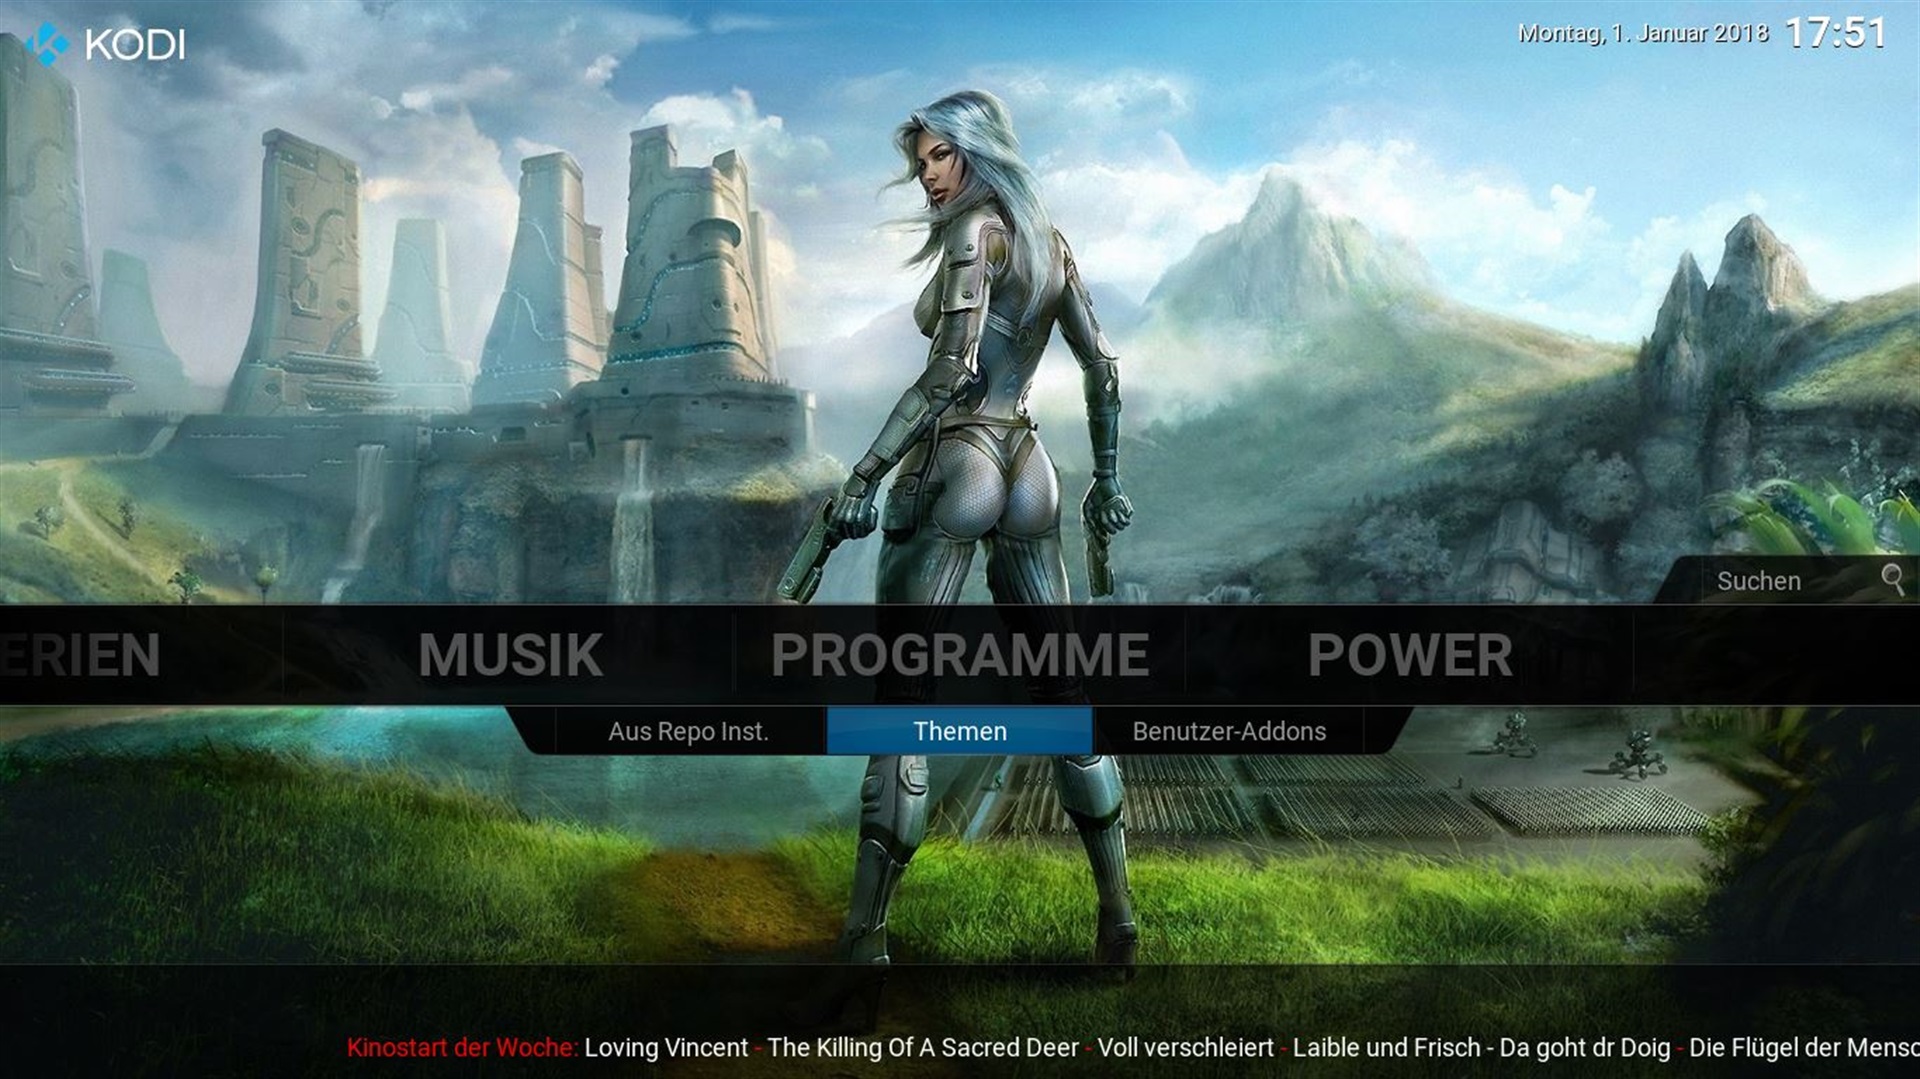 KODI
Montag, 1. Januar 2018 17:51
Suchen
ERIEN MUSIK PROGRAMME POWER
Aus Repo Inst. Themen Benutzer-Addons
Kinostart der Woche: Loving Vincent - The Killing Of A Sacred Deer - Voll verschleiert - Laible und Frisch - Da goht dr Doig - Die Flügel der Mensc